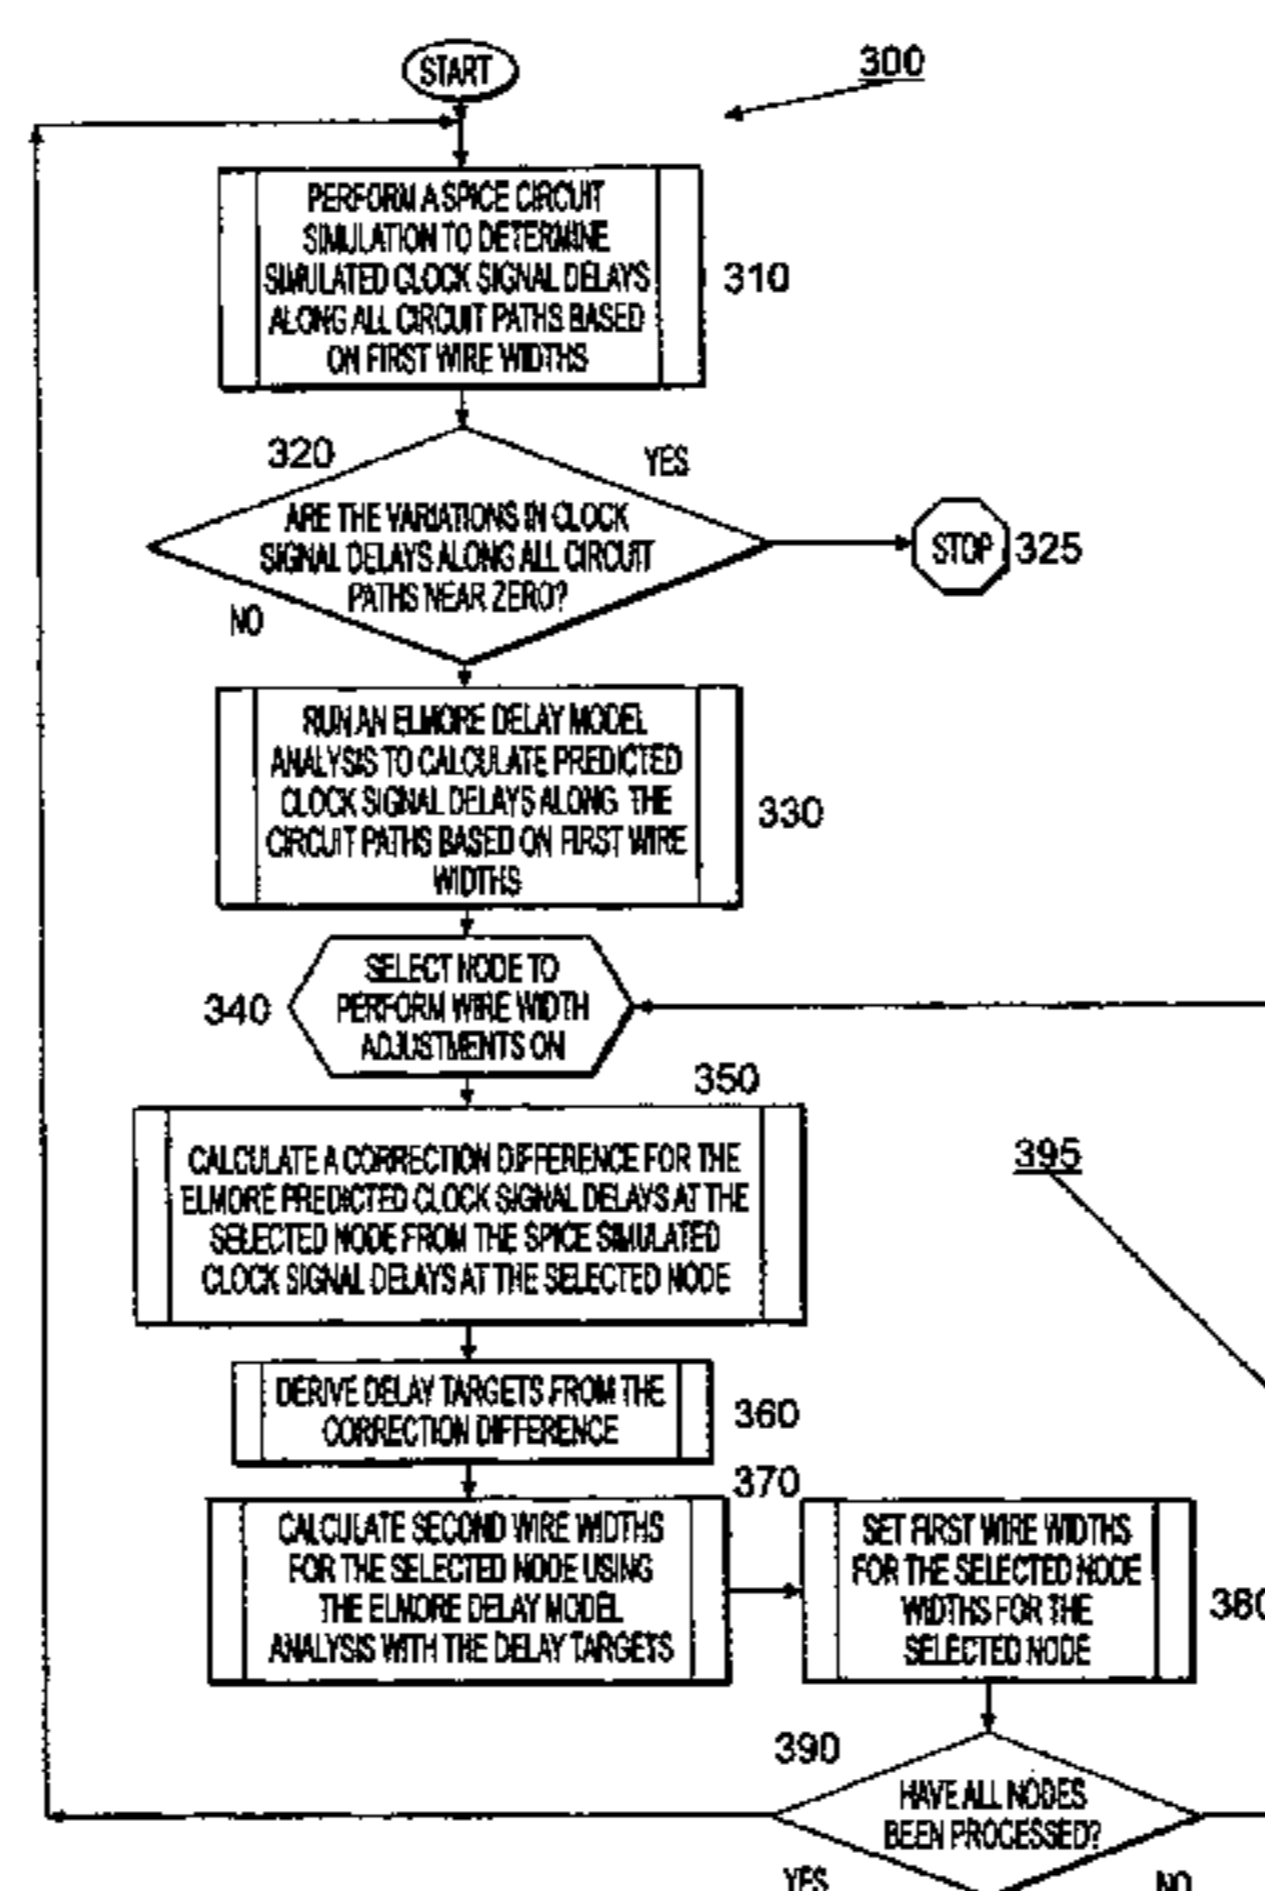 START
300
PERFORM A SPICE CIRCUIT
SIMULATION TO DETERMINE
SIMULATED CLOCK SIGNAL DELAYS
ALONG ALL CIRCUIT PATHS BASED
ON FIRST WIRE WIDTHS
310
320
YES
ARE THE VARIATIONS IN CLOCK
SIGNAL DELAYS ALONG ALL CIRCUIT
PATHS NEAR ZERO?
NO
STOP
325
RUN AN ELMORE DELAY MODEL
ANALYSIS TO CALCULATE PREDICTED
CLOCK SIGNAL DELAYS ALONG THE
CIRCUIT PATHS BASED ON FIRST WIRE
WIDTHS
330
340
SELECT NODE TO
PERFORM WIRE WIDTH
ADJUSTMENTS ON
350
CALCULATE A CORRECTION DIFFERENCE FOR THE
ELMORE PREDICTED CLOCK SIGNAL DELAYS AT THE
SELECTED NODE FROM THE SPICE SIMULATED
CLOCK SIGNAL DELAYS AT THE SELECTED NODE
395
DERIVE DELAY TARGETS FROM THE
CORRECTION DIFFERENCE
360
370
CALCULATE SECOND WIRE WIDTHS
FOR THE SELECTED NODE USING
THE ELMORE DELAY MODEL
ANALYSIS WITH THE DELAY TARGETS
SET FIRST WIRE WIDTHS
FOR THE SELECTED NODE
WIDTHS FOR THE
SELECTED NODE
390
HAVE ALL NODES
BEEN PROCESSED?
YES
NO